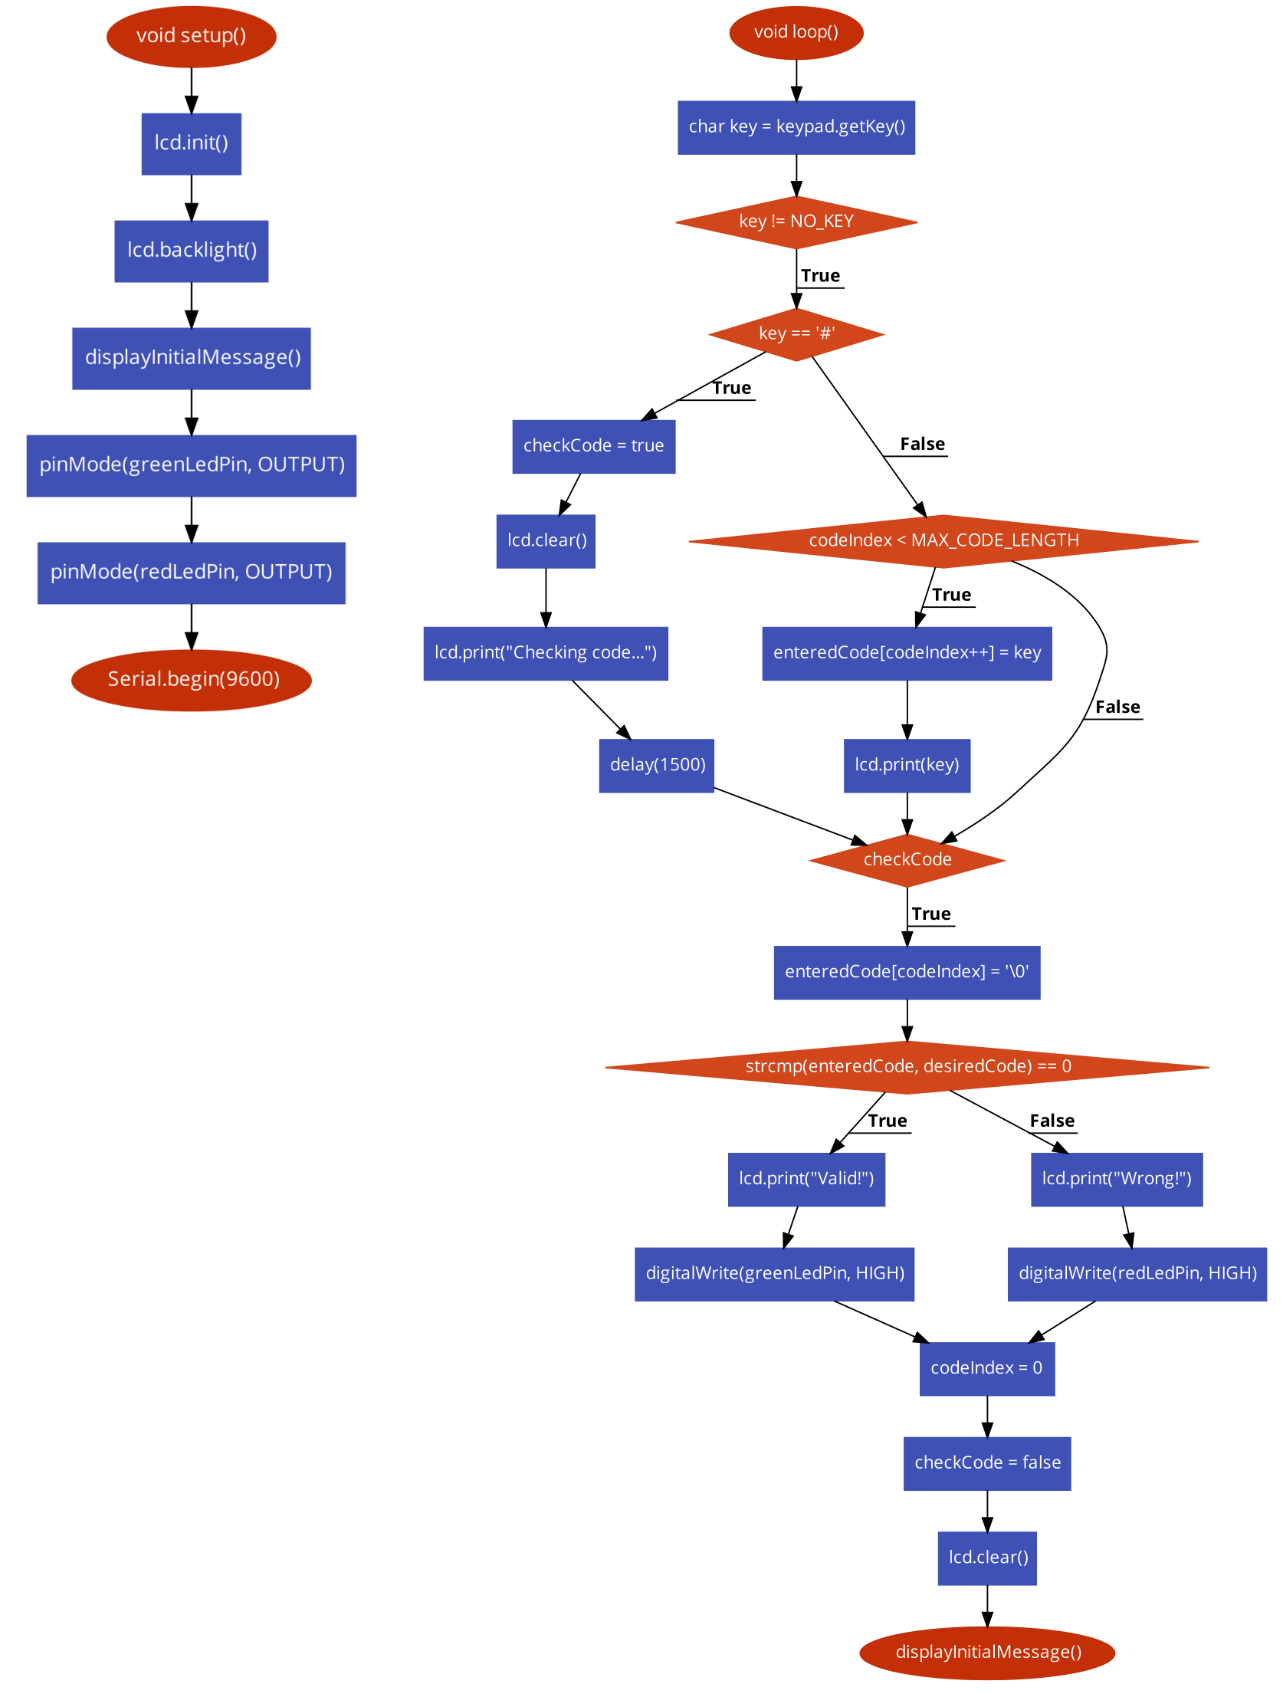 void setup()
lcd.init()
lcd.backlight()
displayInitialMessage()
pinMode(greenLedPin, OUTPUT)
pinMode(redLedPin, OUTPUT)
Serial.begin(9600)
void loop()
char key = keypad.getKey()
key != NO_KEY
True
key == '#'
True
False
checkCode = true
lcd.clear()
lcd.print("Checking code...")
delay(1500)
codeIndex < MAX_CODE_LENGTH
True
False
enteredCode[codeIndex++] = key
lcd.print(key)
checkCode
True
enteredCode[codeIndex] = '\0'
strcmp(enteredCode, desiredCode) == 0
True
False
lcd.print("Valid!")
lcd.print("Wrong!")
digitalWrite(greenLedPin, HIGH)
digitalWrite(redLedPin, HIGH)
codeIndex = 0
checkCode = false
lcd.clear()
displayInitialMessage()